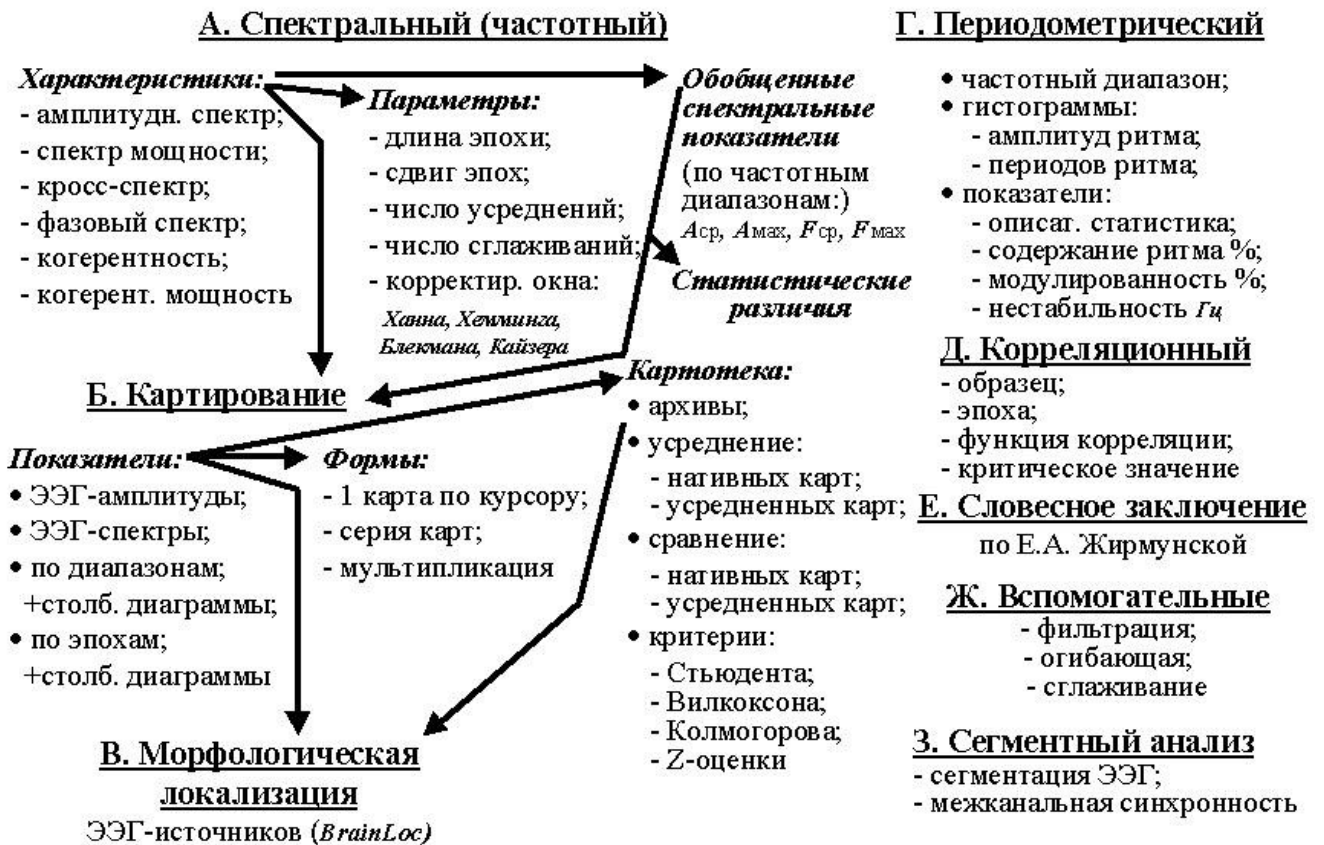 А. Спектральный (частотный)
Характеристики:
- амплитудн. спектр;
- спектр мощности;
- кросс-спектр;
- фазовый спектр;
- когерентность;
- когерент. мощность
Параметры:
- длина эпохи;
- сдвиг эпох;
- число усреднений;
- число сглаживаний;
- корректир. окна:
Ханна, Хемминга,
Блекмана, Кайзера
Обобщенные
спектральные
показатели
(по частотным
диапазонам:)
Aср, Aмах, Fср, Fмах
Статистические
различия
Б. Картирование
Показатели:
• ЭЭГ-амплитуды;
• ЭЭГ-спектры;
• по диапазонам;
+столб. диаграммы;
• по эпохам;
+столб. диаграммы
Формы:
- 1 карта по курсору;
- серия карт;
- мультипликация
Картотека:
• архивы;
• усреднение:
- нативных карт;
- усредненных карт;
• сравнение:
- нативных карт;
- усредненных карт;
• критерии:
- Стьюдента;
- Вилкоксона;
- Колмогорова;
- Z-оценки
В. Морфологическая
локализация
ЭЭГ-источников (BrainLoc)
Г. Периодометрический
• частотный диапазон;
• гистограммы:
- амплитуд ритма;
- периодов ритма;
• показатели:
- описат. статистика;
- содержание ритма %;
- модулированность %;
- нестабильность Гц
Д. Корреляционный
- образец;
- эпоха;
- функция корреляции;
- критическое значение
Е. Словесное заключение
по Е.А. Жирмунской
Ж. Вспомогательные
- фильтрация;
- огибающая;
- сглаживание
З. Сегментный анализ
- сегментация ЭЭГ;
- межканальная синхронность